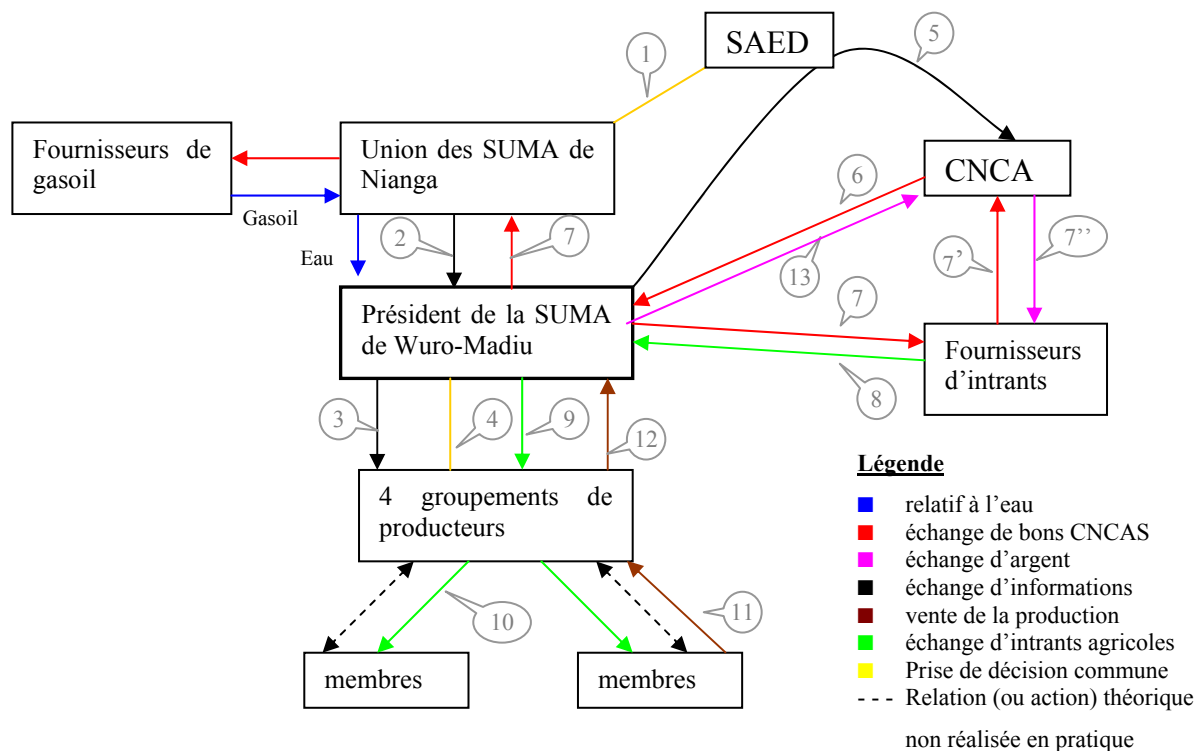 SAED
1
5
Fournisseurs de
gasoil
Union des SUMA de
Nianga
CNCA
Gasoil
6
Eau
2
7
13
7'
7''
Président de la SUMA
de Wuro-Madiu
7
Fournisseurs
d'intrants
8
3
4
9
12
4 groupements de
producteurs
10
11
membres
membres
Légende
relatif à l'eau
échange de bons CNCAS
échange d'argent
échange d'informations
vente de la production
échange d'intrants agricoles
Prise de décision commune
Relation (ou action) théorique
non réalisée en pratique